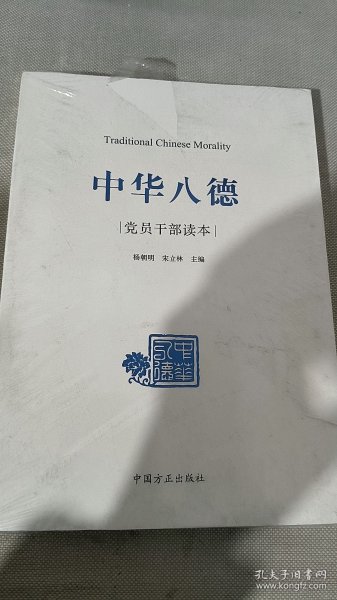 Traditional Chinese Morality
中华八德
党员干部读本
杨朝明 宋立林 主编
中華
八德
中国方正出版社
孔夫子旧书网
www.kongfz.com